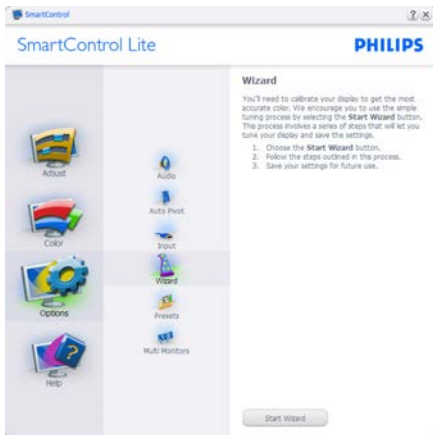 SmartControl
SmartControl Lite
PHILIPS
Adjust
Color
Options
Help
Audio
Auto Pivot
Input
Wizard
Presets
Multi Monitors
Wizard
You'll need to calibrate your display to get the most
accurate color. We encourage you to use the simple
tuning process by selecting the Start Wizard button.
This process involves a series of steps that will let you
tune your display and save the settings.
1. Choose the Start Wizard button.
2. Follow the steps outlined in this process.
3. Save your settings for future use.
Start Wizard